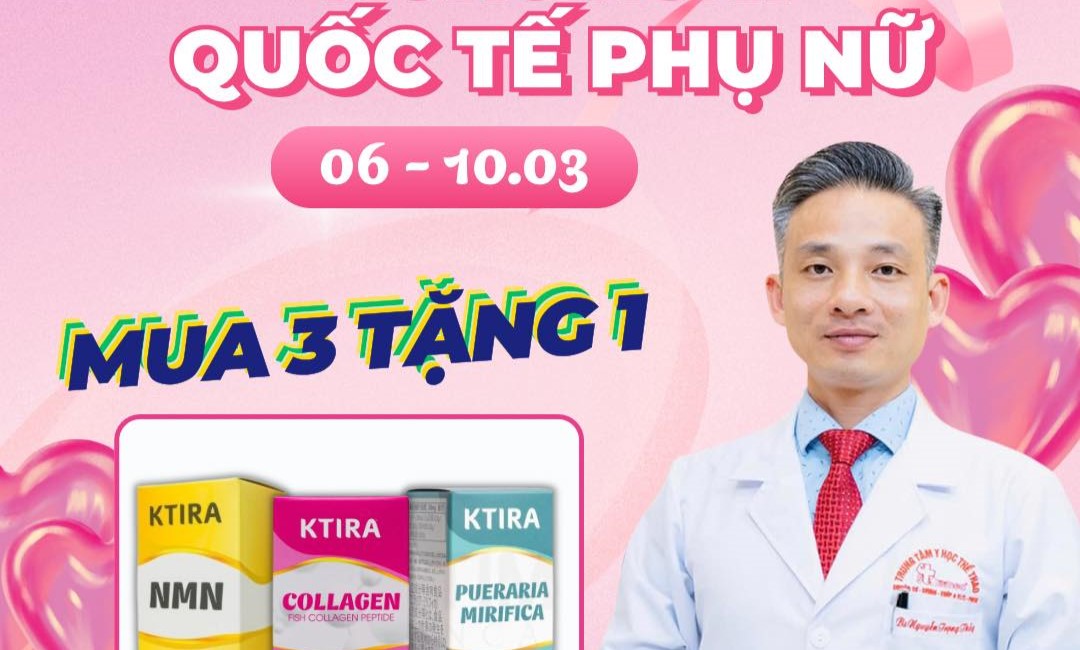 QUỐC TẾ PHỤ NỮ
06 - 10.03
MUA 3 TẶNG 1
KTIRA
NMN
KTIRA
COLLAGEN
FISH COLLAGEN PEPTIDE
KTIRA
PUERARIA
MIRIFICA
TRUNG TÂM Y HỌC THỂ THAO